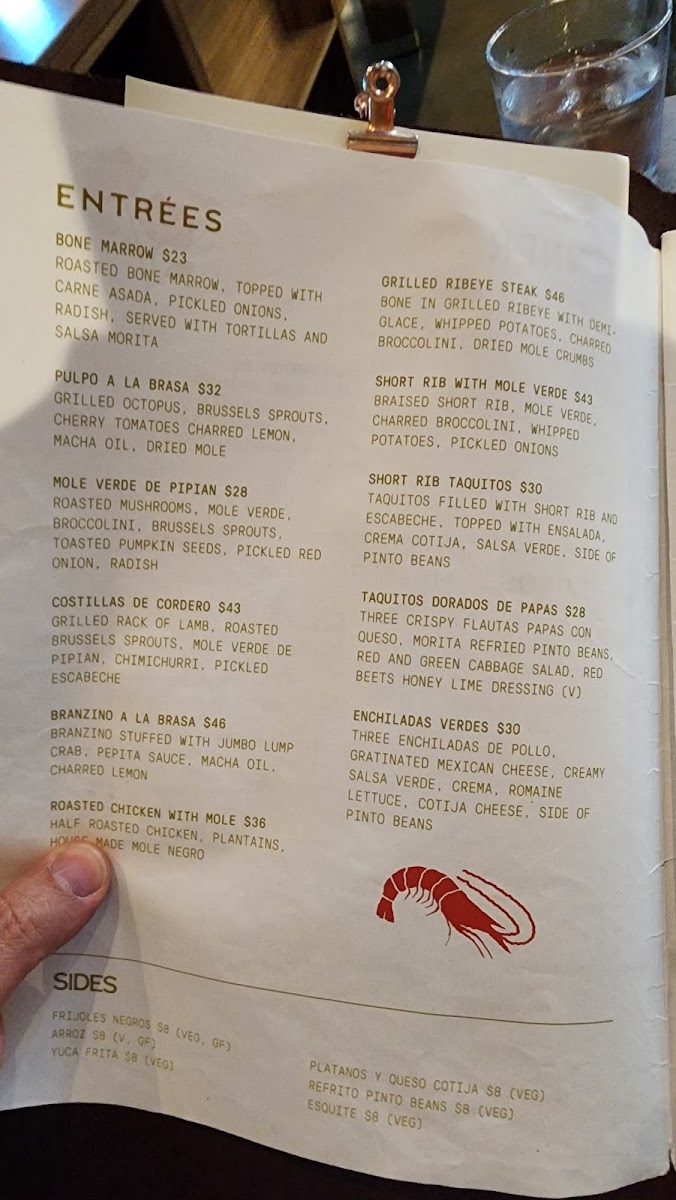 ENTRÉES
BONE MARROW $23
ROASTED BONE MARROW, TOPPED WITH
CARNE ASADA, PICKLED ONIONS,
RADISH, SERVED WITH TORTILLAS AND
SALSA MORITA
PULPO A LA BRASA $32
GRILLED OCTOPUS, BRUSSELS SPROUTS,
CHERRY TOMATOES CHARRED LEMON,
MACHA OIL, DRIED MOLE
MOLE VERDE DE PIPIAN $28
ROASTED MUSHROOMS, MOLE VERDE,
BROCCOLINI, BRUSSELS SPROUTS,
TOASTED PUMPKIN SEEDS, PICKLED RED
ONION, RADISH
COSTILLAS DE CORDERO $43
GRILLED RACK OF LAMB, ROASTED
BRUSSELS SPROUTS, MOLE VERDE DE
PIPIAN, CHIMICHURRI, PICKLED
ESCABECHE
BRANZINO A LA BRASA $46
BRANZINO STUFFED WITH JUMBO LUMP
CRAB, PEPITA SAUCE, MACHA OIL,
CHARRED LEMON
ROASTED CHICKEN WITH MOLE $36
HALF ROASTED CHICKEN, PLANTAINS,
HOUSE MADE MOLE NEGRO
GRILLED RIBEYE STEAK $46
BONE IN GRILLED RIBEYE WITH DEMI-
GLACE, WHIPPED POTATOES, CHARRED
BROCCOLINI, DRIED MOLE CRUMBS
SHORT RIB WITH MOLE VERDE $43
BRAISED SHORT RIB, MOLE VERDE,
CHARRED BROCCOLINI, WHIPPED
POTATOES, PICKLED ONIONS
SHORT RIB TAQUITOS $30
TAQUITOS FILLED WITH SHORT RIB AND
ESCABECHE, TOPPED WITH ENSALADA,
CREMA COTIJA, SALSA VERDE, SIDE OF
PINTO BEANS
TAQUITOS DORADOS DE PAPAS $28
THREE CRISPY FLAUTAS PAPAS CON
QUESO, MORITA REFRIED PINTO BEANS,
RED AND GREEN CABBAGE SALAD, RED
BEETS HONEY LIME DRESSING (V)
ENCHILADAS VERDES $30
THREE ENCHILADAS DE POLLO,
GRATINATED MEXICAN CHEESE, CREAMY
SALSA VERDE, CREMA, ROMAINE
LETTUCE, COTIJA CHEESE, SIDE OF
PINTO BEANS
SIDES
FRIJOLES NEGROS $8 (VEG, GF)
ARROZ $8 (V, GF)
YUCA FRITA $8 (VEG)
PLATANOS Y QUESO COTIJA $8 (VEG)
REFRITO PINTO BEANS $8 (VEG)
ESQUITE $8 (VEG)